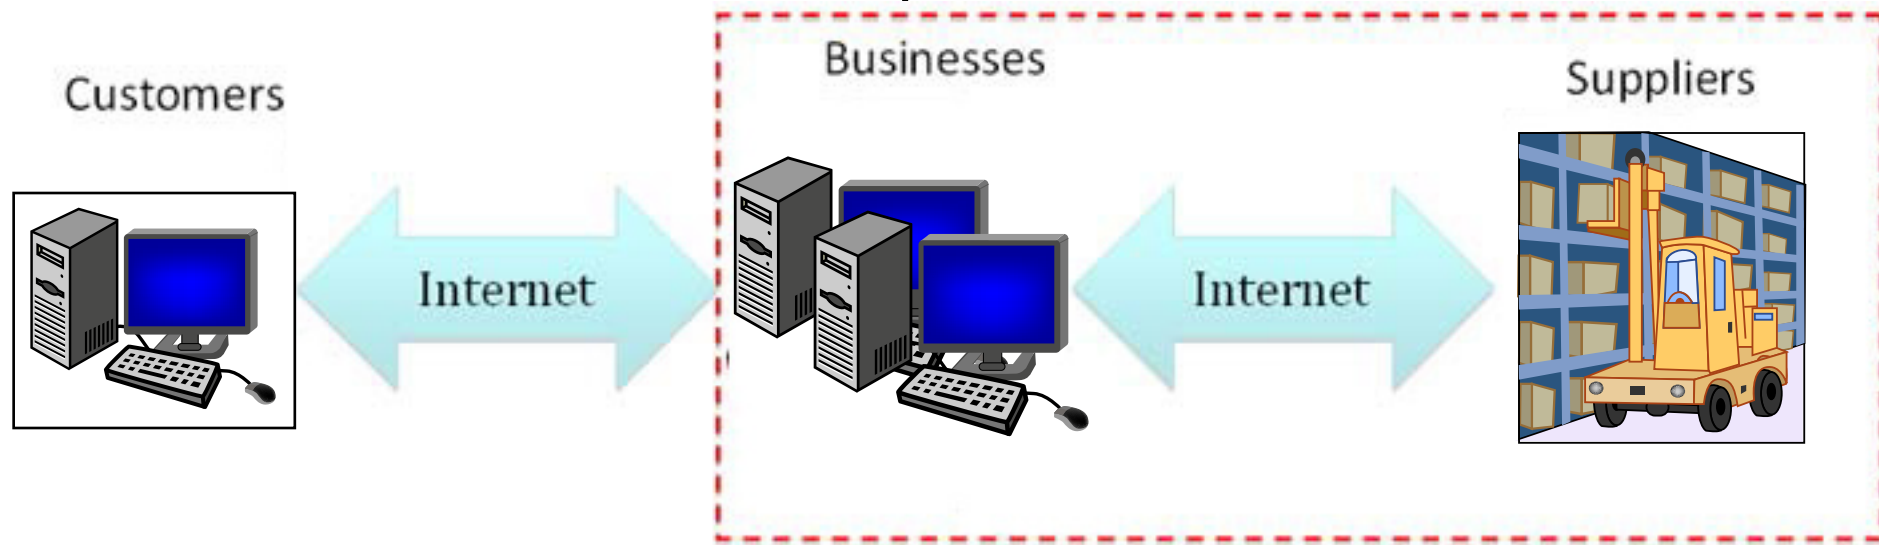 Businesses
Suppliers
Customers
Internet
Internet